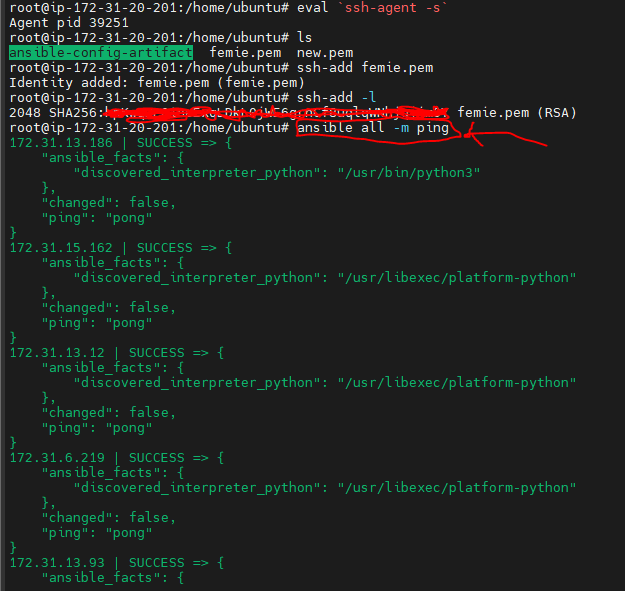 root@ip-172-31-20-201:/home/ubuntu# eval `ssh-agent -s`
Agent pid 39251
root@ip-172-31-20-201:/home/ubuntu# ls
ansible-config-artifact  femie.pem  new.pem
root@ip-172-31-20-201:/home/ubuntu# ssh-add femie.pem
Identity added: femie.pem (femie.pem)
root@ip-172-31-20-201:/home/ubuntu# ssh-add -l
2048 SHA256: femie.pem (RSA)
root@ip-172-31-20-201:/home/ubuntu# ansible all -m ping
172.31.13.186 | SUCCESS => {
    "ansible_facts": {
        "discovered_interpreter_python": "/usr/bin/python3"
    },
    "changed": false,
    "ping": "pong"
}
172.31.15.162 | SUCCESS => {
    "ansible_facts": {
        "discovered_interpreter_python": "/usr/libexec/platform-python"
    },
    "changed": false,
    "ping": "pong"
}
172.31.13.12 | SUCCESS => {
    "ansible_facts": {
        "discovered_interpreter_python": "/usr/libexec/platform-python"
    },
    "changed": false,
    "ping": "pong"
}
172.31.6.219 | SUCCESS => {
    "ansible_facts": {
        "discovered_interpreter_python": "/usr/libexec/platform-python"
    },
    "changed": false,
    "ping": "pong"
}
172.31.13.93 | SUCCESS => {
    "ansible_facts": {